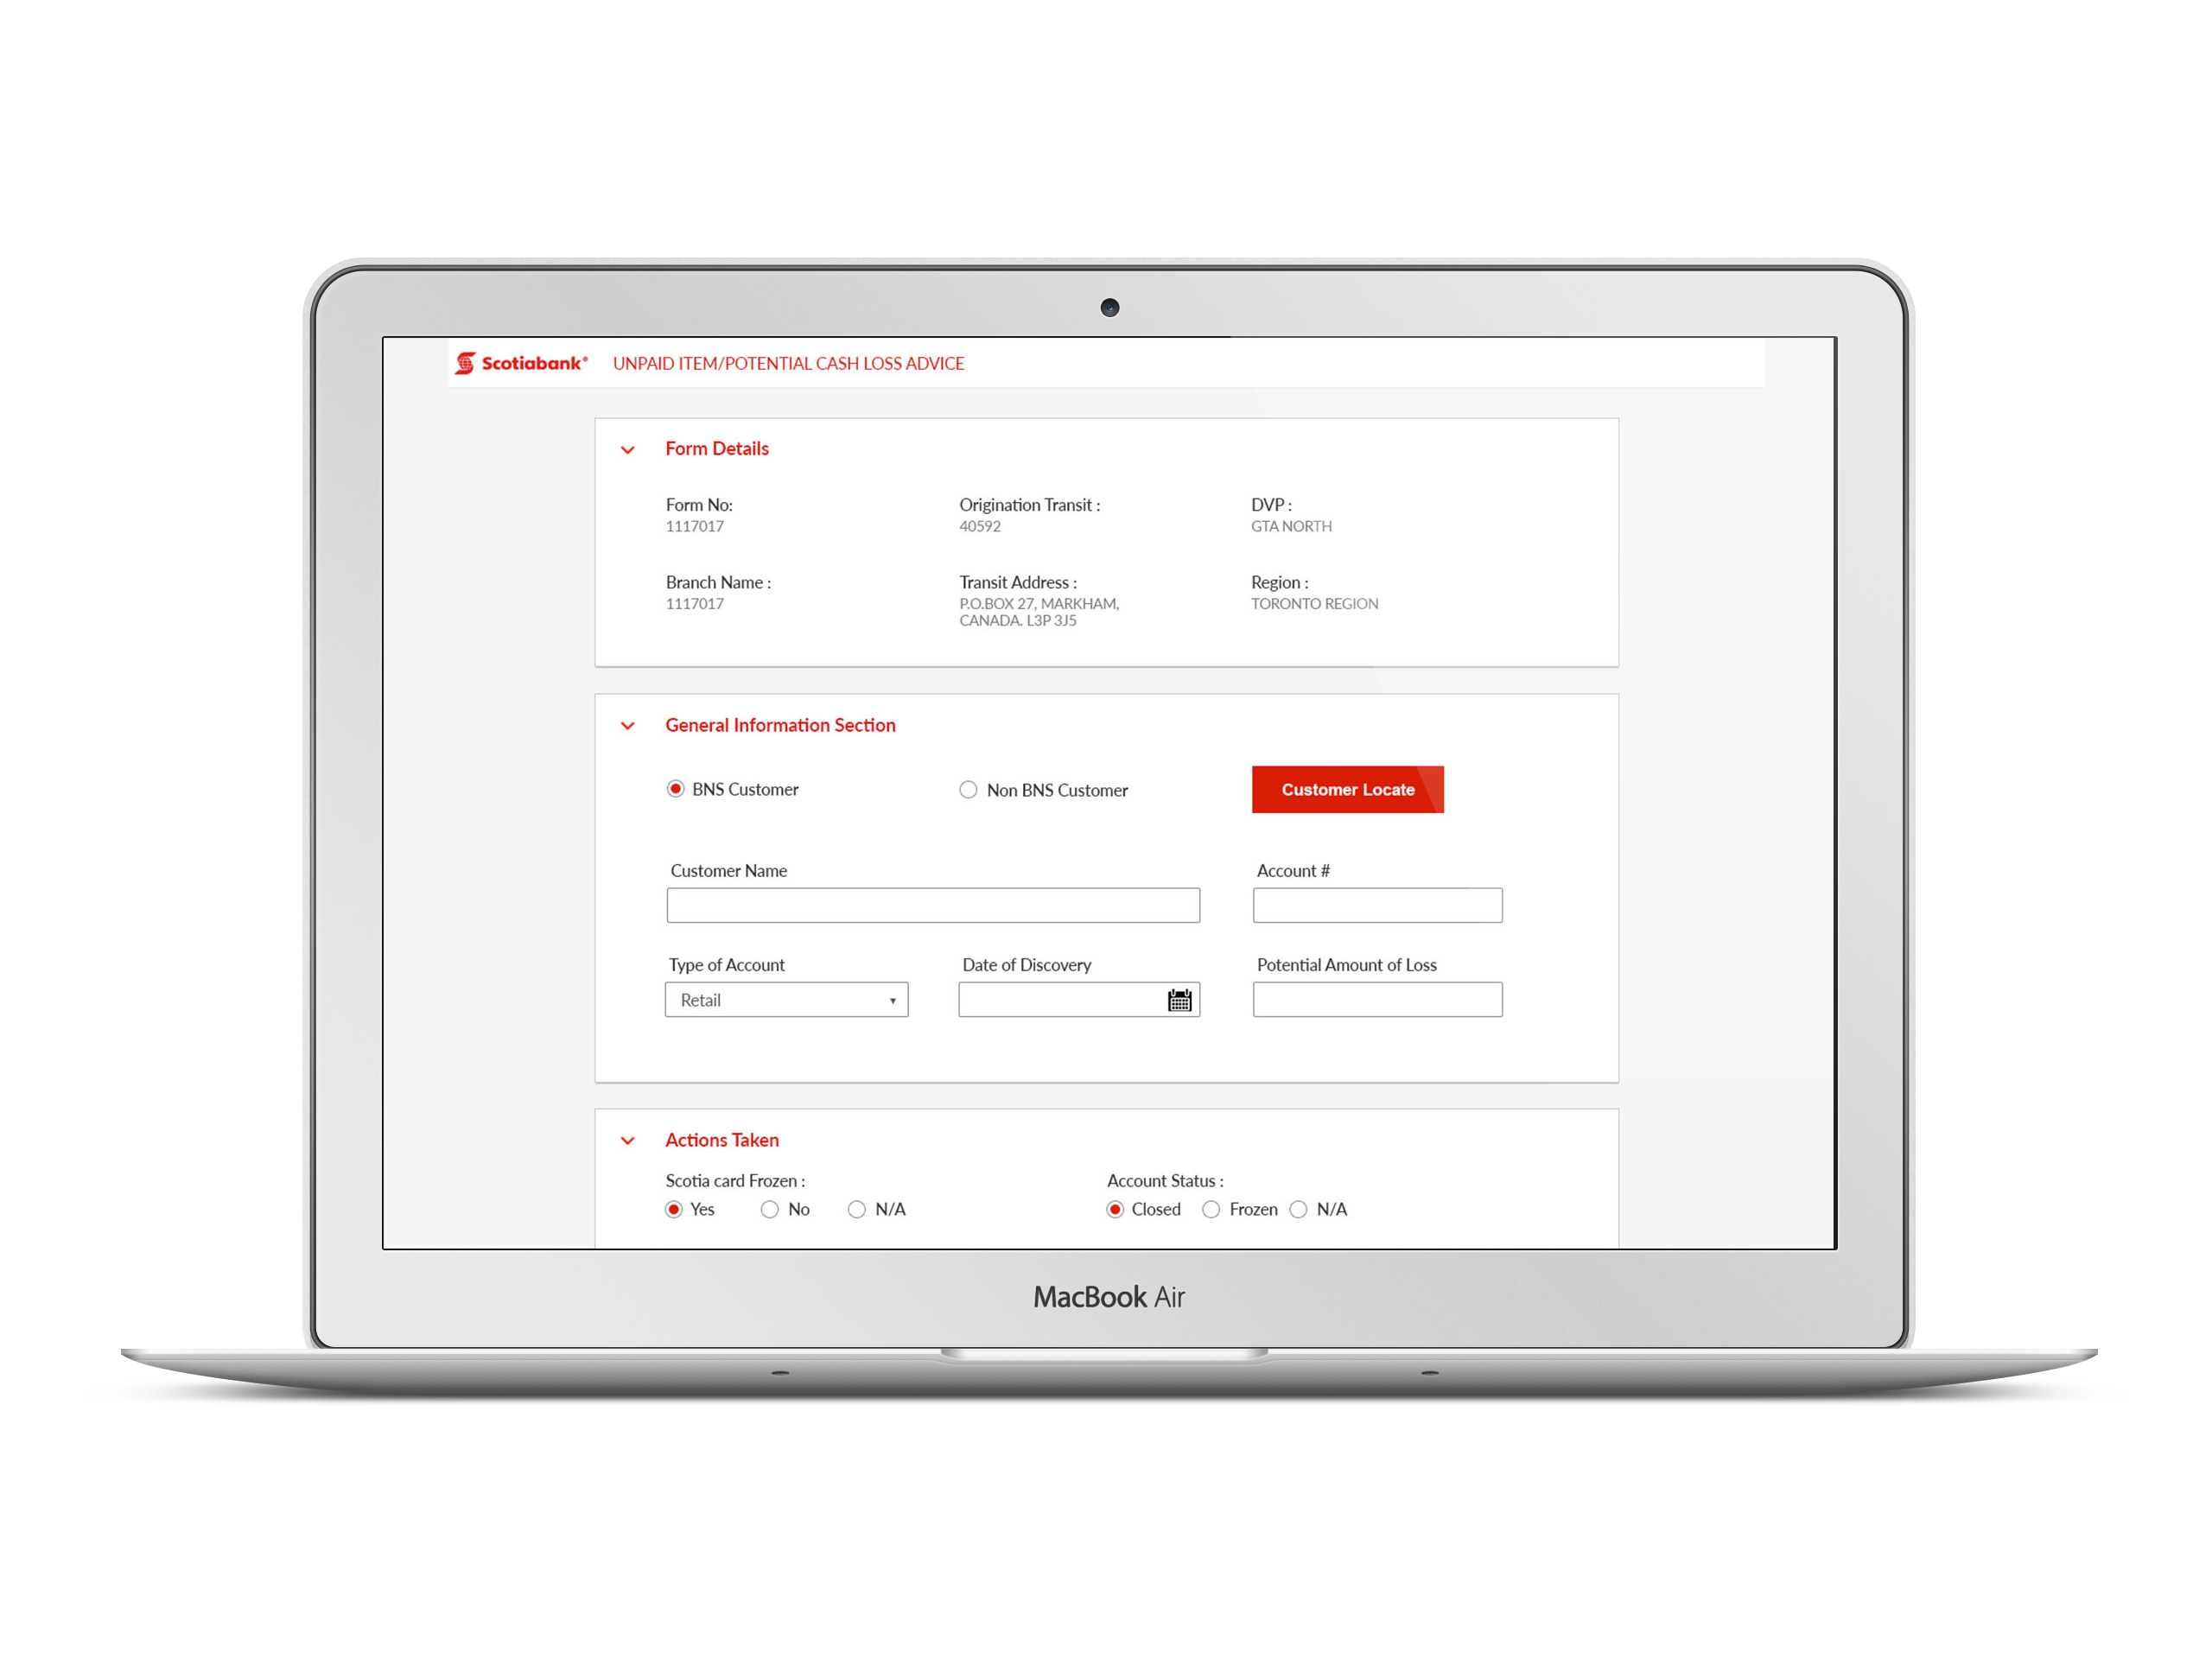 Scotiabank® UNPAID ITEM/POTENTIAL CASH LOSS ADVICE
Form Details
Form No: Origination Transit : DVP :
1117017 40592 GTA NORTH
Branch Name : Transit Address : Region :
1117017 P.O.BOX 27, MARKHAM, TORONTO REGION
CANADA. L3P 3J5
General Information Section
BNS Customer Non BNS Customer Customer Locate
Customer Name Account #
Type of Account Date of Discovery Potential Amount of Loss
Retail
Actions Taken
Scotia card Frozen : Account Status :
Yes No N/A Closed Frozen N/A
MacBook Air